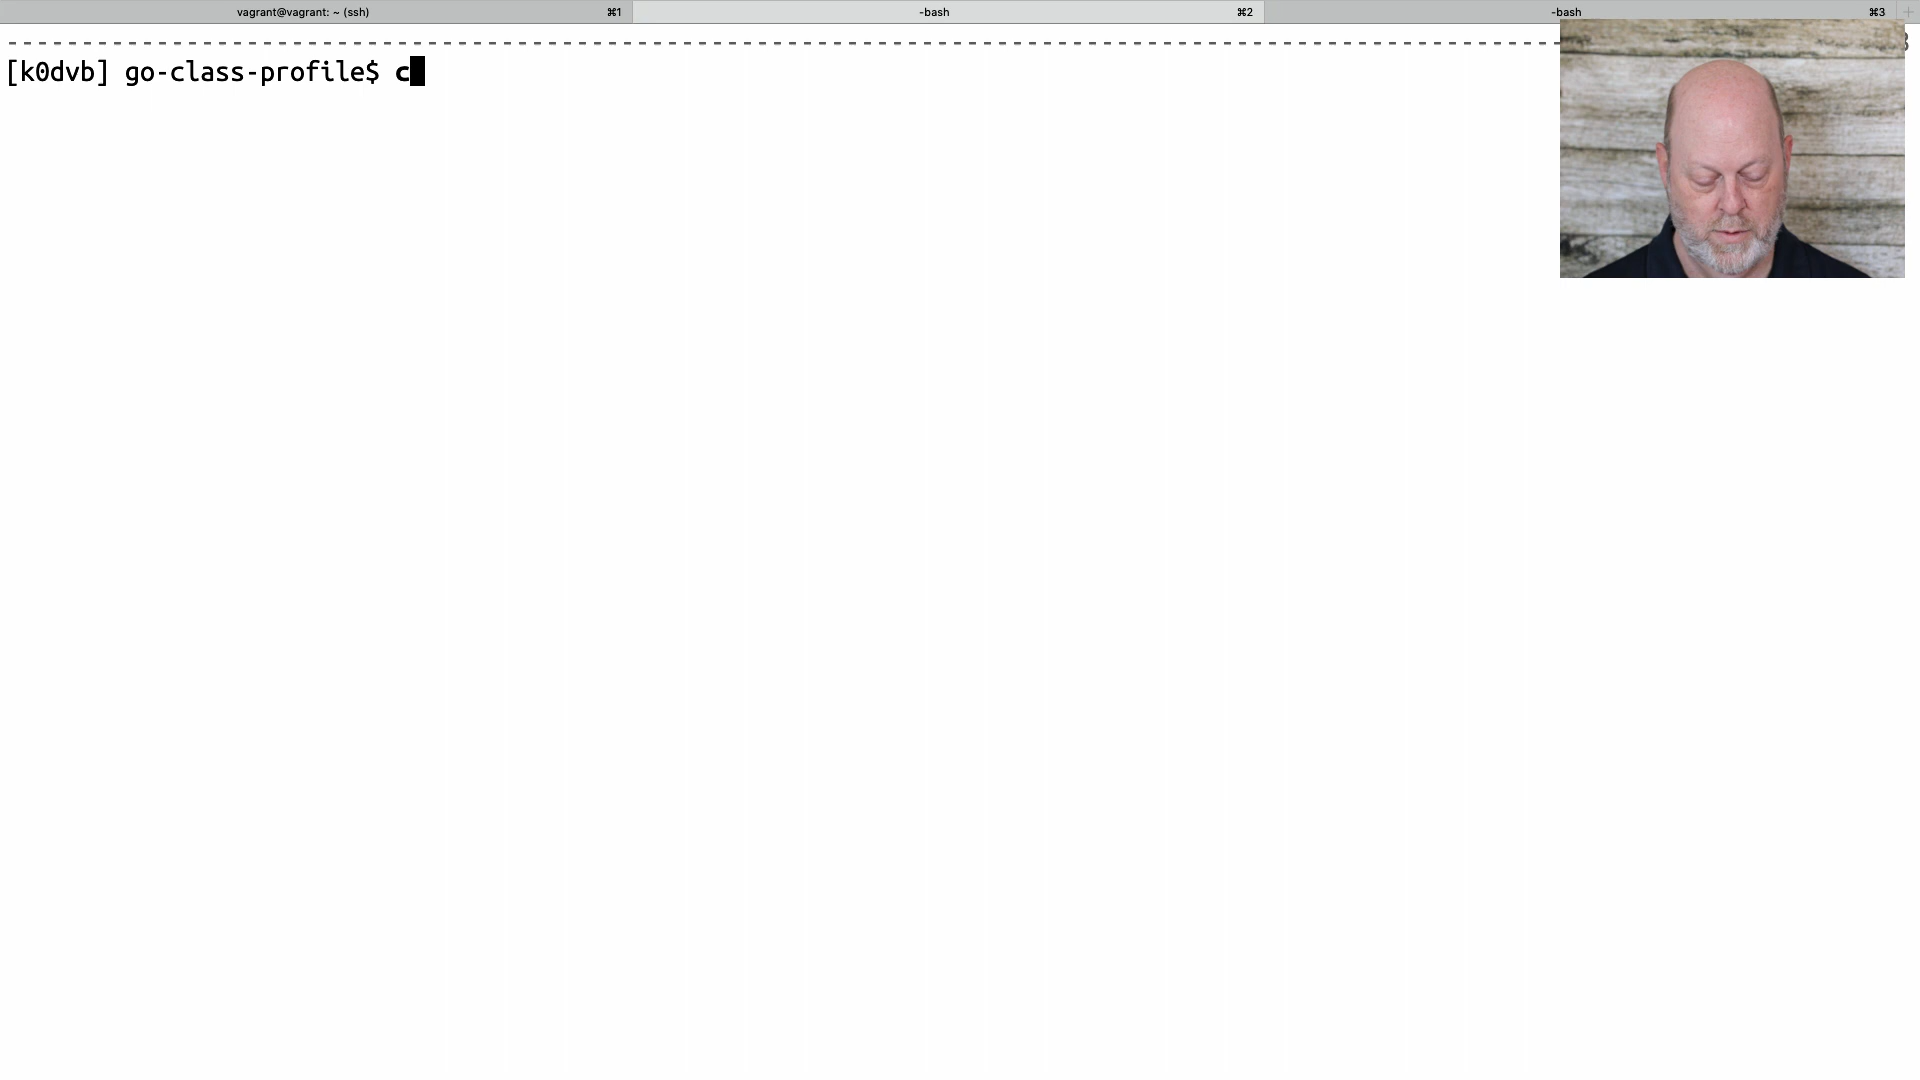 vagrant@vagrant: ~ (ssh) ⌘1 -bash ⌘2 -bash ⌘3 +
[k0dvb] go-class-profile$ c